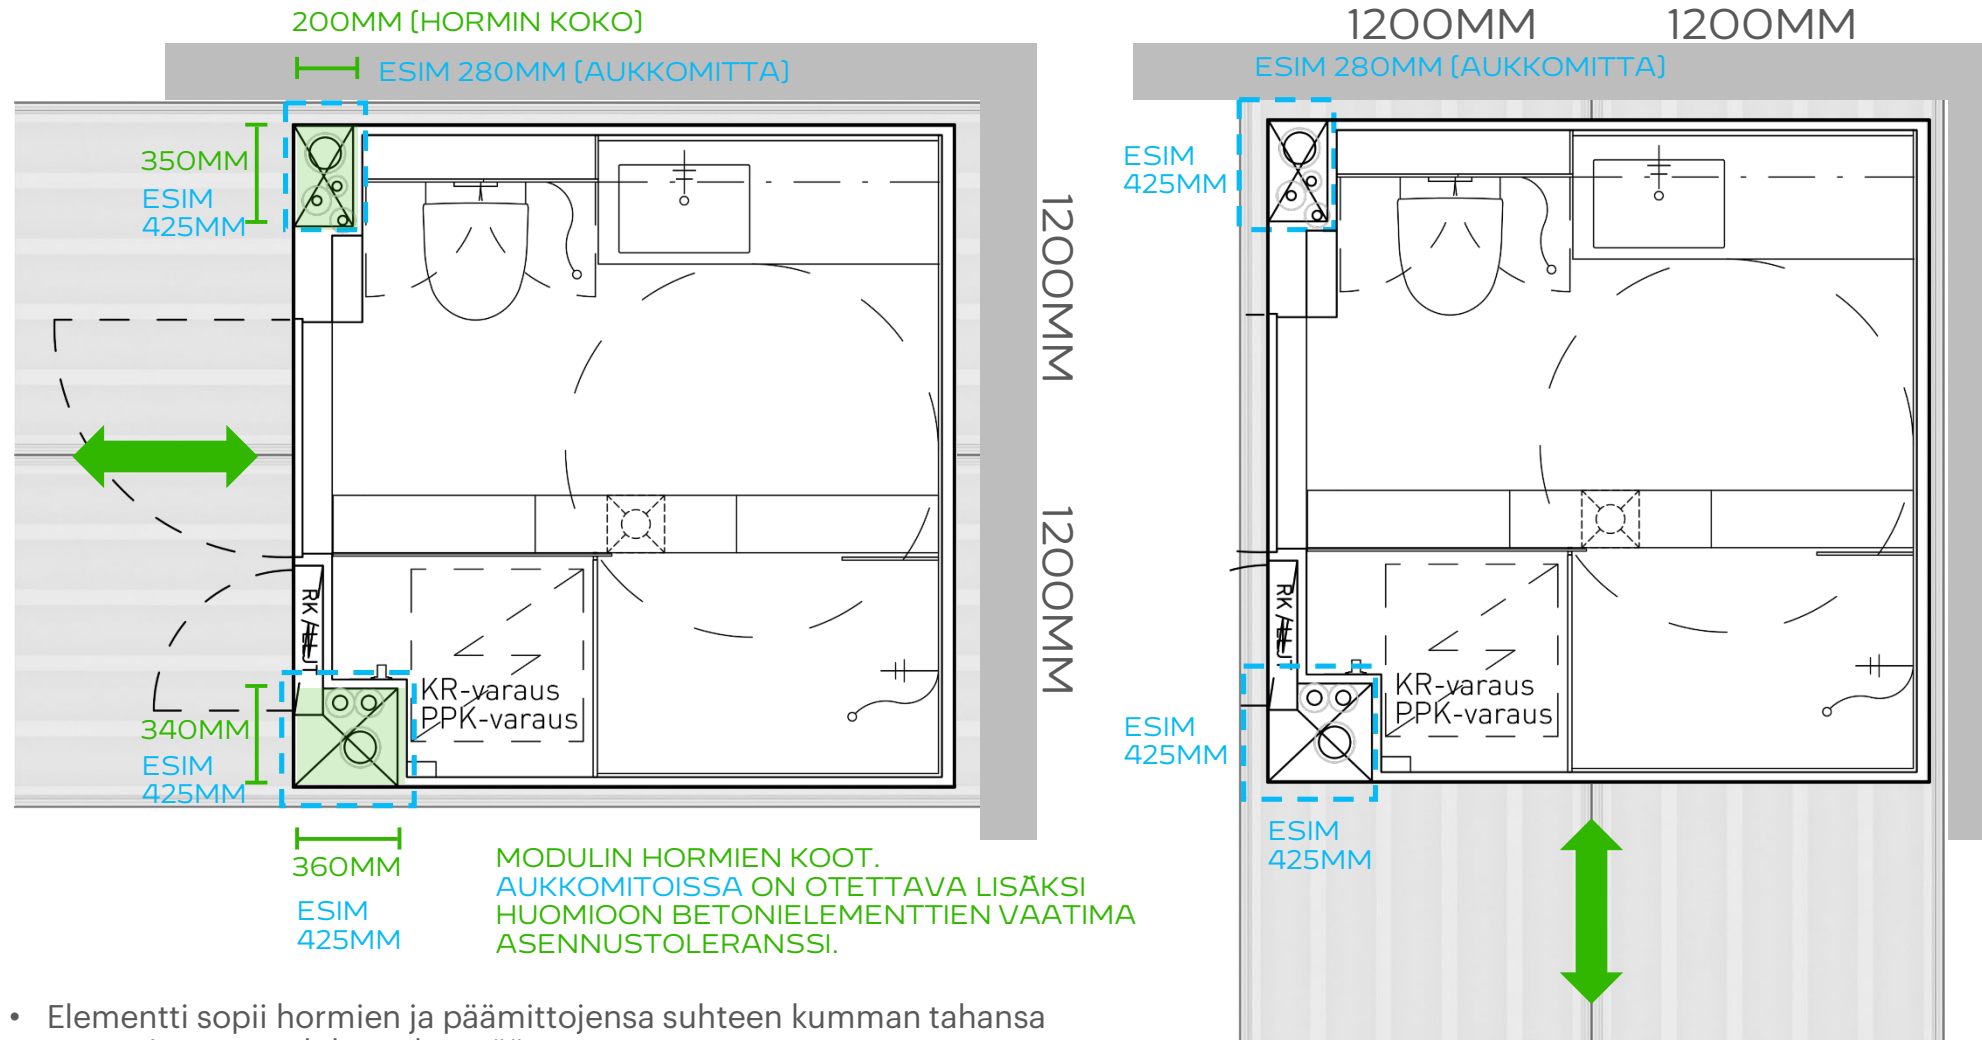 200MM (HORMIN KOKO)
ESIM 280MM (AUKKOMITTA)
350MM
ESIM
425MM
1200MM
1200MM
RK /
KR-varaus
PPK-varaus
340MM
ESIM
425MM
360MM
ESIM
425MM
MODULIN HORMIEN KOOT.
AUKKOMITOISSA ON OTETTAVA LISÄKSI
HUOMIOON BETONIELEMENTTIEN VAATIMA
ASENNUSTOLERANSSI.
1200MM 1200MM
ESIM 280MM (AUKKOMITTA)
ESIM
425MM
RK /
KR-varaus
PPK-varaus
ESIM
425MM
ESIM
425MM
• Elementti sopii hormien ja päämittojensa suhteen kumman tahansa